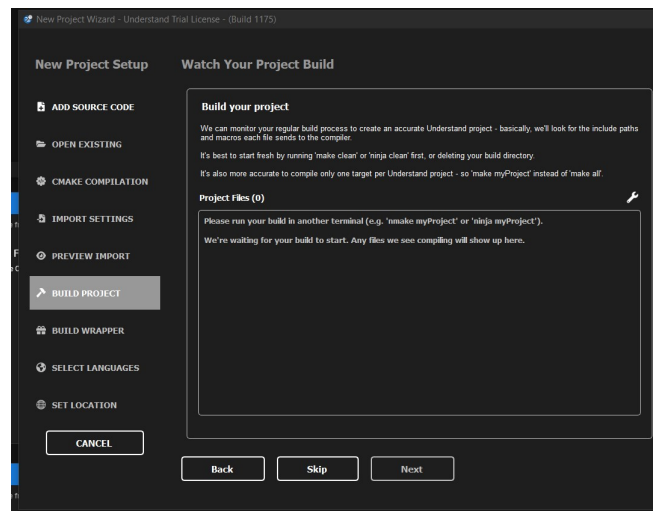 New Project Wizard - Understand Trial License - (Build 1175)
New Project Setup
Watch Your Project Build
ADD SOURCE CODE
OPEN EXISTING
CMAKE COMPILATION
IMPORT SETTINGS
PREVIEW IMPORT
BUILD PROJECT
BUILD WRAPPER
SELECT LANGUAGES
SET LOCATION
CANCEL
Build your project
We can monitor your regular build process to create an accurate Understand project - basically, we'll look for the include paths
and macros each file sends to the compiler.
It's best to start fresh by running 'make clean' or 'ninja clean' first, or deleting your build directory.
It's also more accurate to compile only one target per Understand project - so 'make myProject' instead of 'make all'.
Project Files (0)
Please run your build in another terminal (e.g. 'nmake myProject' or 'ninja myProject').
We're waiting for your build to start. Any files we see compiling will show up here.
Back
Skip
Next